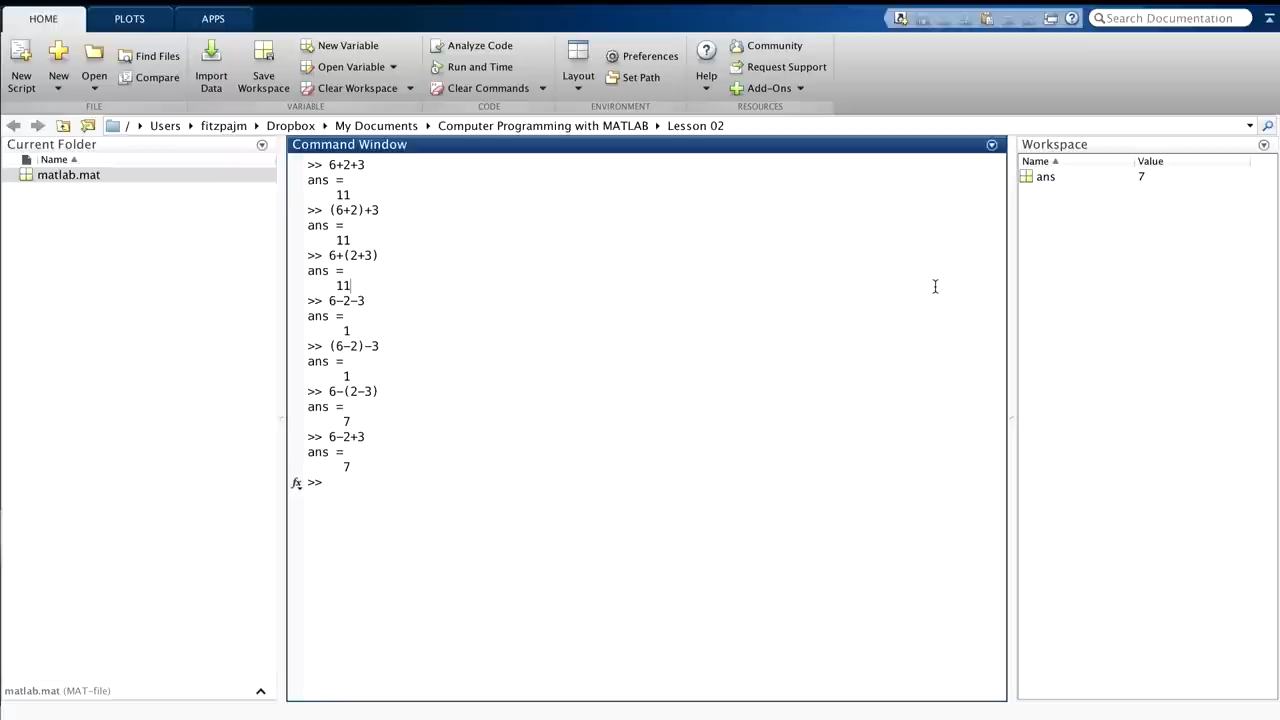 HOME PLOTS APPS Search Documentation
New Script
New
Open
Find Files
Compare
FILE
Import Data
Save Workspace
New Variable
Open Variable
Clear Workspace
VARIABLE
Analyze Code
Run and Time
Clear Commands
CODE
Layout
Preferences
Set Path
ENVIRONMENT
Help
Community
Request Support
Add-Ons
RESOURCES
/ Users fitzpajm Dropbox My Documents Computer Programming with MATLAB Lesson 02
Current Folder
Name
matlab.mat
matlab.mat (MAT-file)
Command Window
>> 6+2+3
ans =
11
>> (6+2)+3
ans =
11
>> 6+(2+3)
ans =
11
>> 6-2-3
ans =
1
>> (6-2)-3
ans =
1
>> 6-(2-3)
ans =
7
>> 6-2+3
ans =
7
fx >>
Workspace
Name Value
ans 7